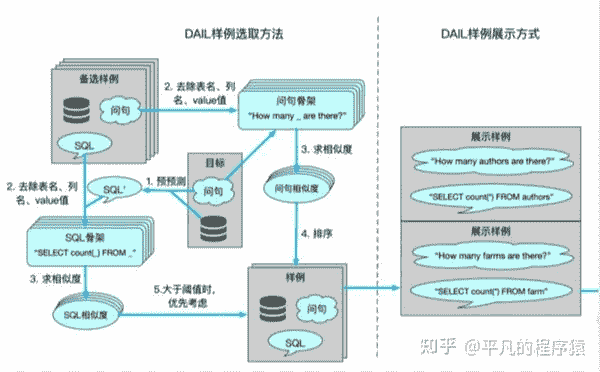 DAIL样例选取方法
DAIL样例展示方式
备选样例
问句
SQL
2. 去除表名、列
名、value值
问句骨架
“How many _ are there?”
3. 求相似度
问句相似度
目标
问句
1. 预预测
SQL'
2. 去除表名、列
名、value值
SQL骨架
“SELECT count(_) FROM _”
3. 求相似度
SQL相似度
4. 排序
5.大于阈值时,
优先考虑
样例
问句
SQL
展示样例
“How many authors are there?”
“SELECT count(*) FROM authors”
展示样例
“How many farms are there?”
“SELECT count(*) FROM farm”
知乎 @平凡的程序猿